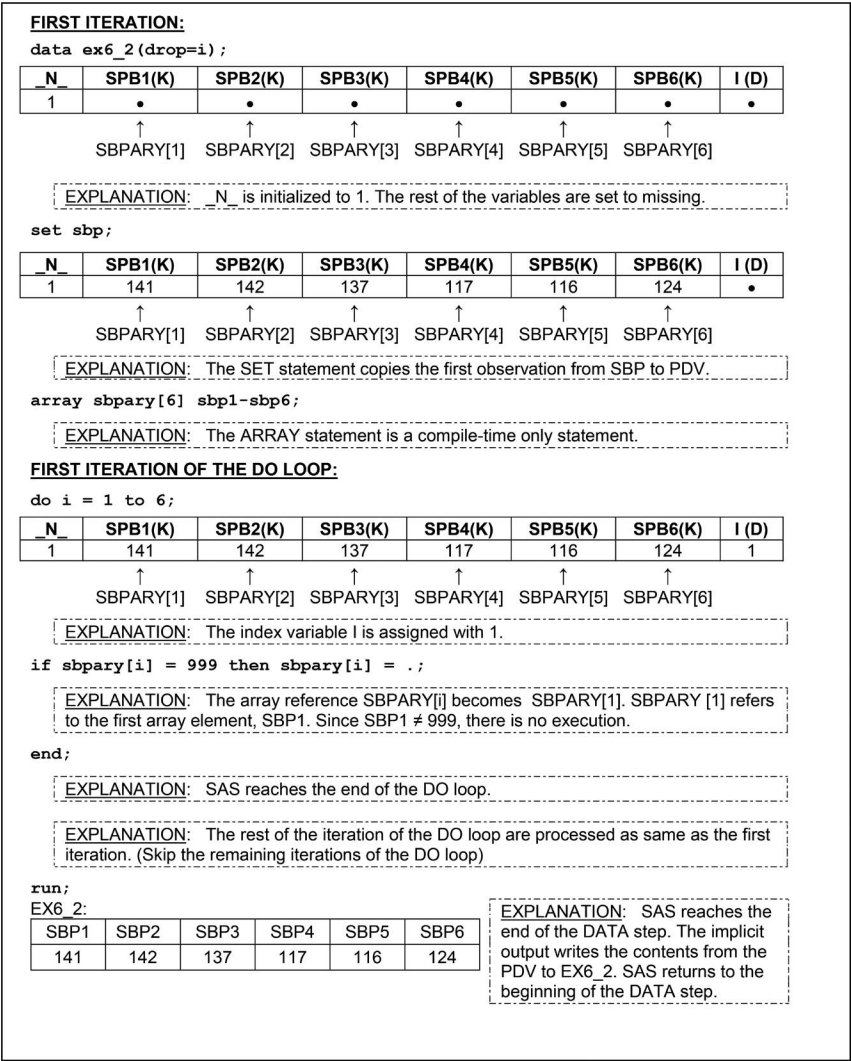 FIRST ITERATION:
data ex6_2(drop=i);
_N_ SPB1(K) SPB2(K) SPB3(K) SPB4(K) SPB5(K) SPB6(K) I (D)
1 • • • • • • •
↑ ↑ ↑ ↑ ↑ ↑
SBPARY[1] SBPARY[2] SBPARY[3] SBPARY[4] SBPARY[5] SBPARY[6]
EXPLANATION: _N_ is initialized to 1. The rest of the variables are set to missing.
set sbp;
_N_ SPB1(K) SPB2(K) SPB3(K) SPB4(K) SPB5(K) SPB6(K) I (D)
1 141 142 137 117 116 124 •
↑ ↑ ↑ ↑ ↑ ↑
SBPARY[1] SBPARY[2] SBPARY[3] SBPARY[4] SBPARY[5] SBPARY[6]
EXPLANATION: The SET statement copies the first observation from SBP to PDV.
array sbpary[6] sbp1-sbp6;
EXPLANATION: The ARRAY statement is a compile-time only statement.
FIRST ITERATION OF THE DO LOOP:
do i = 1 to 6;
_N_ SPB1(K) SPB2(K) SPB3(K) SPB4(K) SPB5(K) SPB6(K) I (D)
1 141 142 137 117 116 124 1
↑ ↑ ↑ ↑ ↑ ↑
SBPARY[1] SBPARY[2] SBPARY[3] SBPARY[4] SBPARY[5] SBPARY[6]
EXPLANATION: The index variable I is assigned with 1.
if sbpary[i] = 999 then sbpary[i] = .;
EXPLANATION: The array reference SBPARY[i] becomes SBPARY[1]. SBPARY [1] refers
to the first array element, SBP1. Since SBP1 ≠ 999, there is no execution.
end;
EXPLANATION: SAS reaches the end of the DO loop.
EXPLANATION: The rest of the iteration of the DO loop are processed as same as the first
iteration. (Skip the remaining iterations of the DO loop)
run;
EX6_2:
SBP1 SBP2 SBP3 SBP4 SBP5 SBP6
141 142 137 117 116 124
EXPLANATION: SAS reaches the
end of the DATA step. The implicit
output writes the contents from the
PDV to EX6_2. SAS returns to the
beginning of the DATA step.